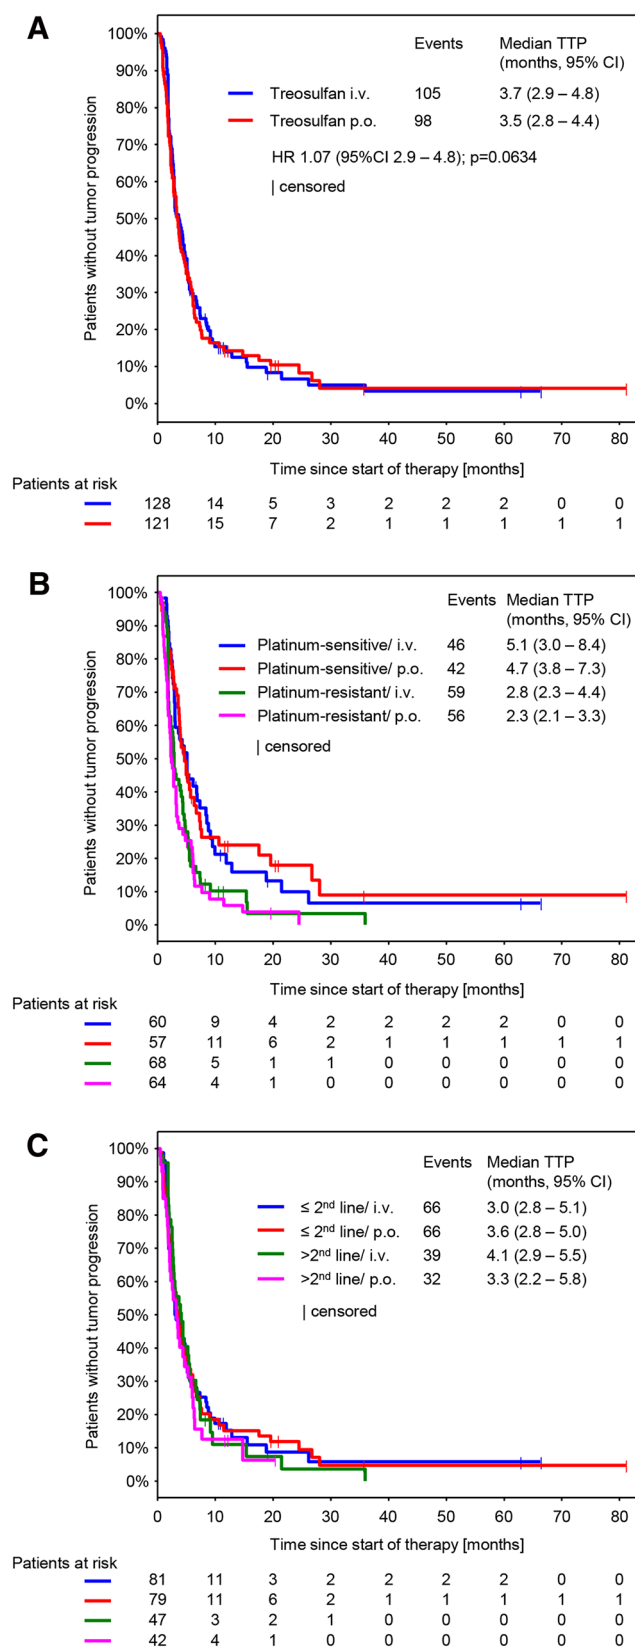 A
Events Median TTP
(months, 95% CI)
Treosulfan i.v. 105 3.7 (2.9 – 4.8)
Treosulfan p.o. 98 3.5 (2.8 – 4.4)
HR 1.07 (95%CI 2.9 – 4.8); p=0.0634
| censored
Patients without tumor progression
100%
90%
80%
70%
60%
50%
40%
30%
20%
10%
0%
0 10 20 30 40 50 60 70 80
Time since start of therapy [months]
Patients at risk
128 14 5 3 2 2 2 0 0
121 15 7 2 1 1 1 1 1
B
Events Median TTP
(months, 95% CI)
Platinum-sensitive/ i.v. 46 5.1 (3.0 – 8.4)
Platinum-sensitive/ p.o. 42 4.7 (3.8 – 7.3)
Platinum-resistant/ i.v. 59 2.8 (2.3 – 4.4)
Platinum-resistant/ p.o. 56 2.3 (2.1 – 3.3)
| censored
Patients without tumor progression
100%
90%
80%
70%
60%
50%
40%
30%
20%
10%
0%
0 10 20 30 40 50 60 70 80
Time since start of therapy [months]
Patients at risk
60 9 4 2 2 2 2 0 0
57 11 6 2 1 1 1 1 1
68 5 1 1 0 0 0 0 0
64 4 1 0 0 0 0 0 0
C
Events Median TTP
(months, 95% CI)
≤ 2nd line/ i.v. 66 3.0 (2.8 – 5.1)
≤ 2nd line/ p.o. 66 3.6 (2.8 – 5.0)
>2nd line/ i.v. 39 4.1 (2.9 – 5.5)
>2nd line/ p.o. 32 3.3 (2.2 – 5.8)
| censored
Patients without tumor progression
100%
90%
80%
70%
60%
50%
40%
30%
20%
10%
0%
0 10 20 30 40 50 60 70 80
Time since start of therapy [months]
Patients at risk
81 11 3 2 2 2 2 0 0
79 11 6 2 1 1 1 1 1
47 3 2 1 0 0 0 0 0
42 4 1 0 0 0 0 0 0